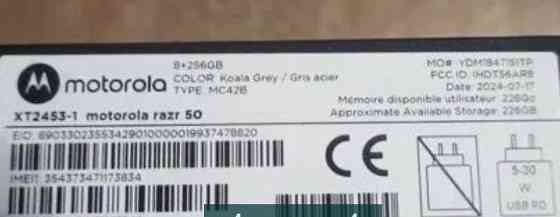 8+256GB
motorola
COLOR: Koala Grey / Gris acier
TYPE: MC42B
MO# YDM1847151TP
FCC ID: IHDT56AR8
Date: 2024-07-17
Mémoire disponible utilisateur: 226Go
Approximate Available Storage: 226GB
XT2453-1 motorola razr 50
EID: 89033023553429010000019937478820
IMEI1: 354373471173834
CE
5-30
W
USB PD